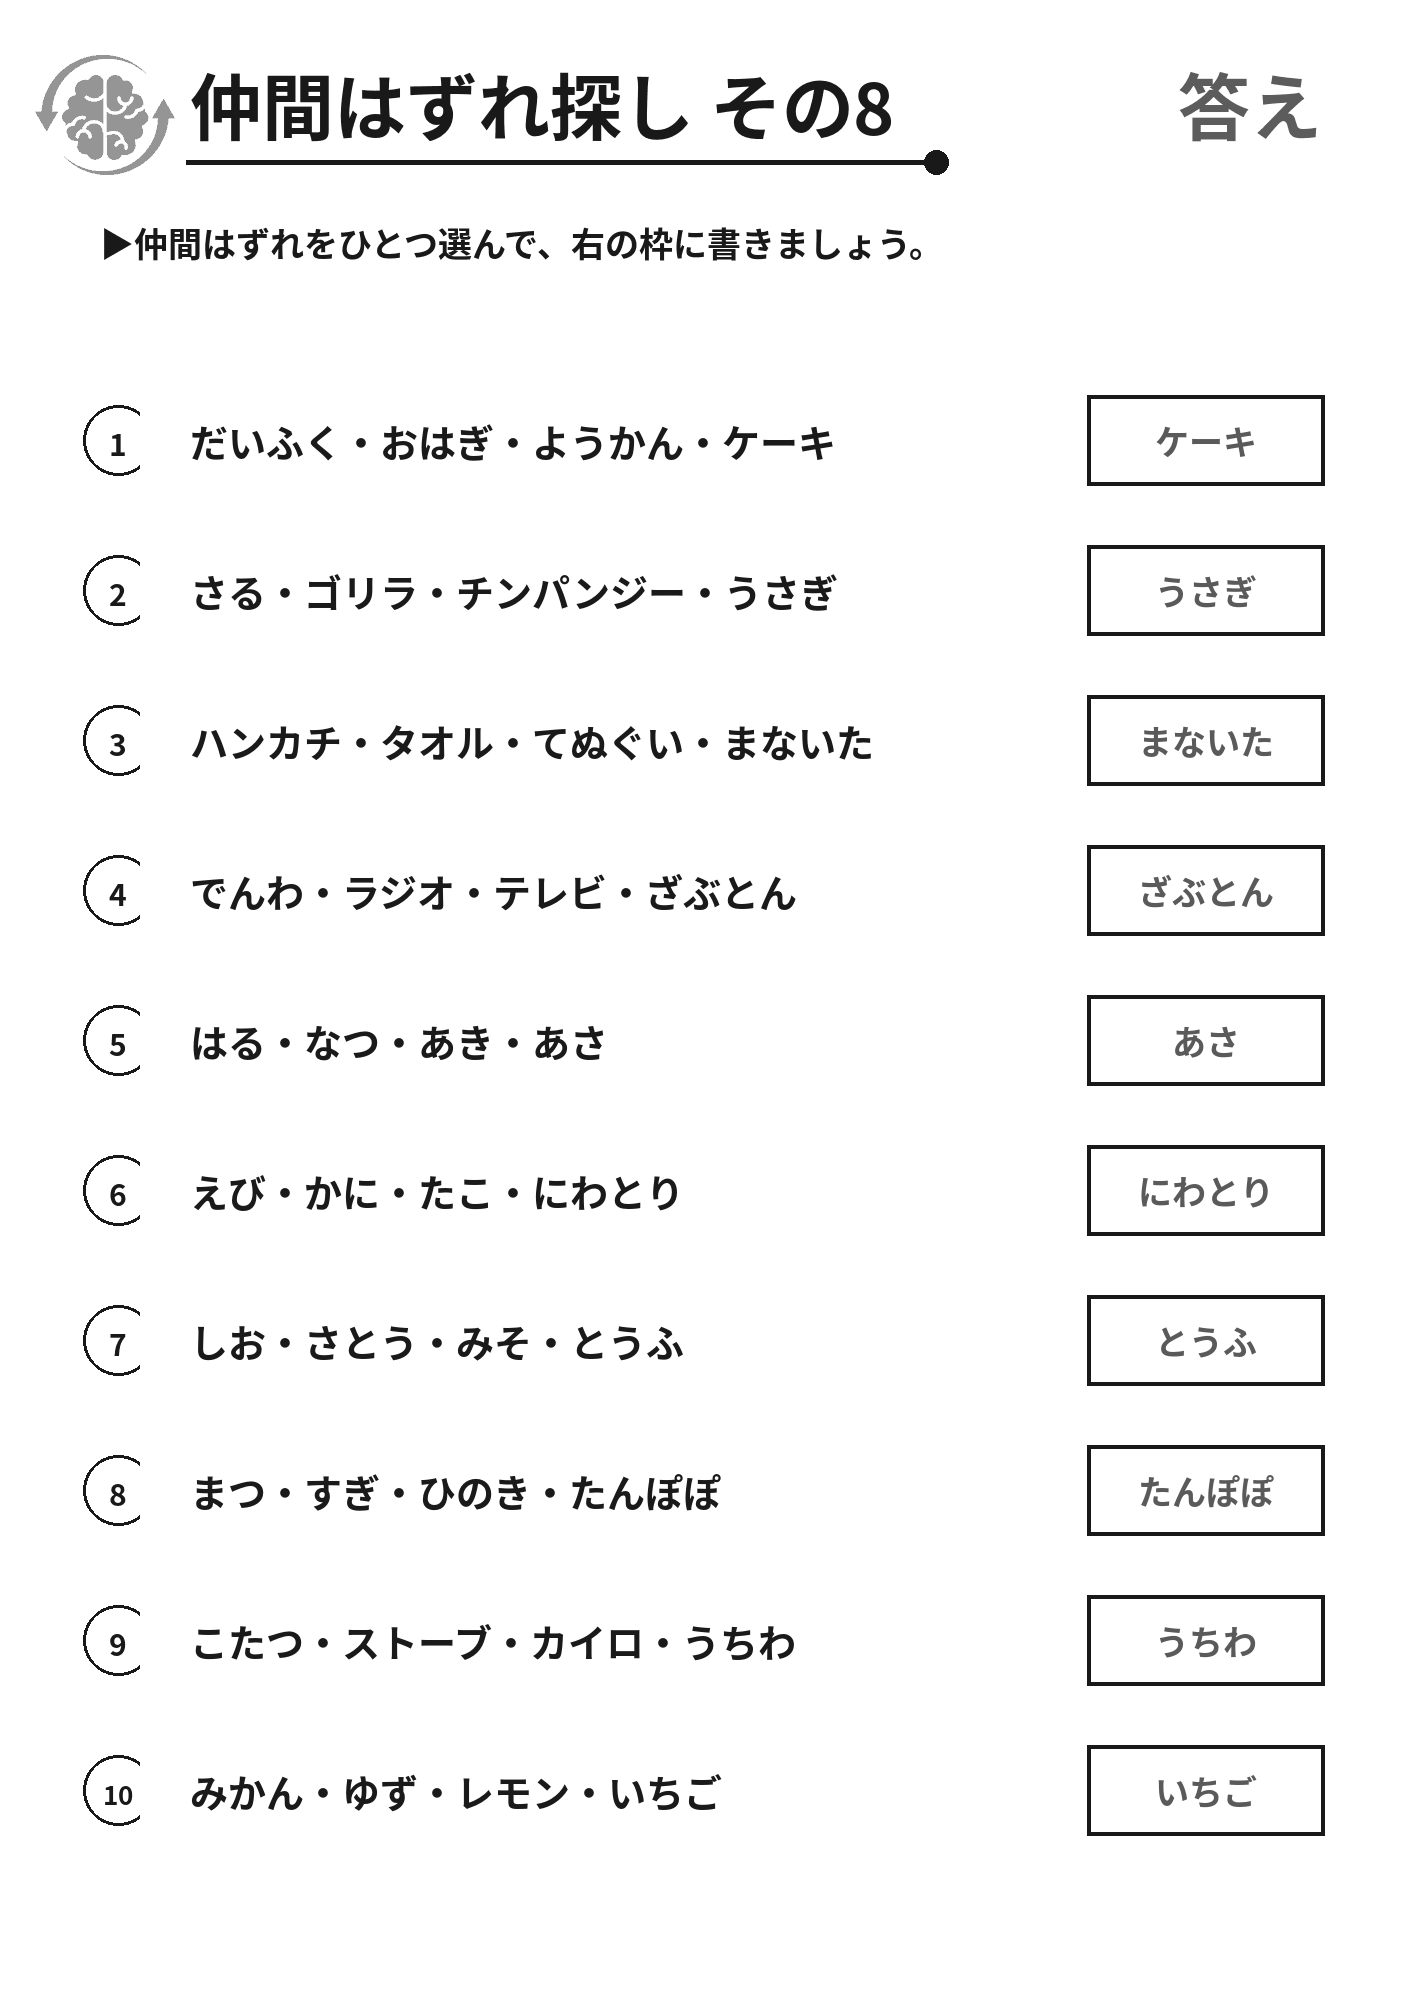 仲間はずれ探し その8
答え
▶仲間はずれをひとつ選んで、右の枠に書きましょう。
1 だいふく・おはぎ・ようかん・ケーキ ケーキ
2 さる・ゴリラ・チンパンジー・うさぎ うさぎ
3 ハンカチ・タオル・てぬぐい・まないた まないた
4 でんわ・ラジオ・テレビ・ざぶとん ざぶとん
5 はる・なつ・あき・あさ あさ
6 えび・かに・たこ・にわとり にわとり
7 しお・さとう・みそ・とうふ とうふ
8 まつ・すぎ・ひのき・たんぽぽ たんぽぽ
9 こたつ・ストーブ・カイロ・うちわ うちわ
10 みかん・ゆず・レモン・いちご いちご